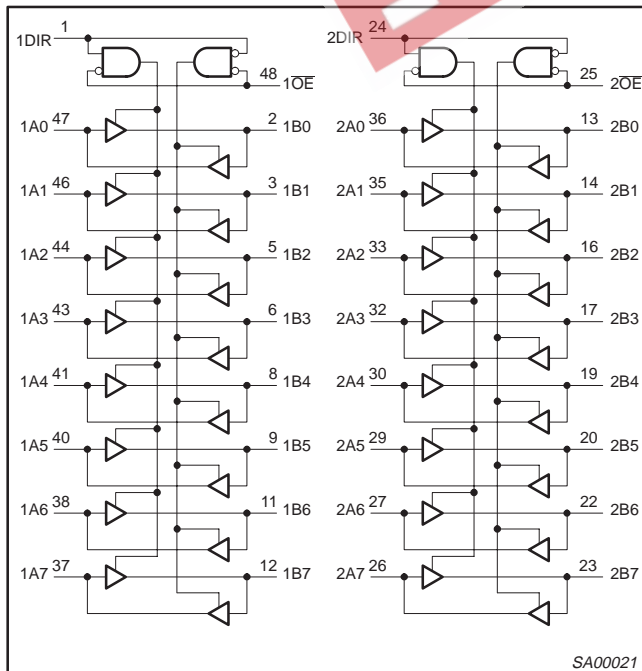 1DIR 1 2DIR 24
48 1OE 25 2OE
1A0 47 2 1B0 2A0 36 13 2B0
1A1 46 3 1B1 2A1 35 14 2B1
1A2 44 5 1B2 2A2 33 16 2B2
1A3 43 6 1B3 2A3 32 17 2B3
1A4 41 8 1B4 2A4 30 19 2B4
1A5 40 9 1B5 2A5 29 20 2B5
1A6 38 11 1B6 2A6 27 22 2B6
1A7 37 12 1B7 2A7 26 23 2B7
SA00021